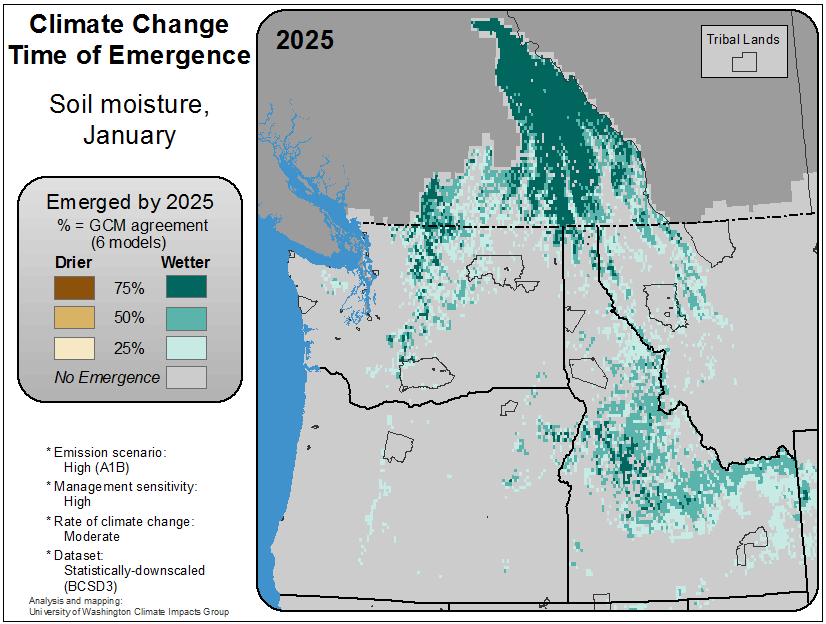 Climate Change
Time of Emergence
Soil moisture,
January
Emerged by 2025
% = GCM agreement
(6 models)
Drier Wetter
75%
50%
25%
No Emergence
* Emission scenario:
High (A1B)
* Management sensitivity:
High
* Rate of climate change:
Moderate
* Dataset:
Statistically-downscaled
(BCSD3)
Analysis and mapping:
University of Washington Climate Impacts Group
2025
Tribal Lands